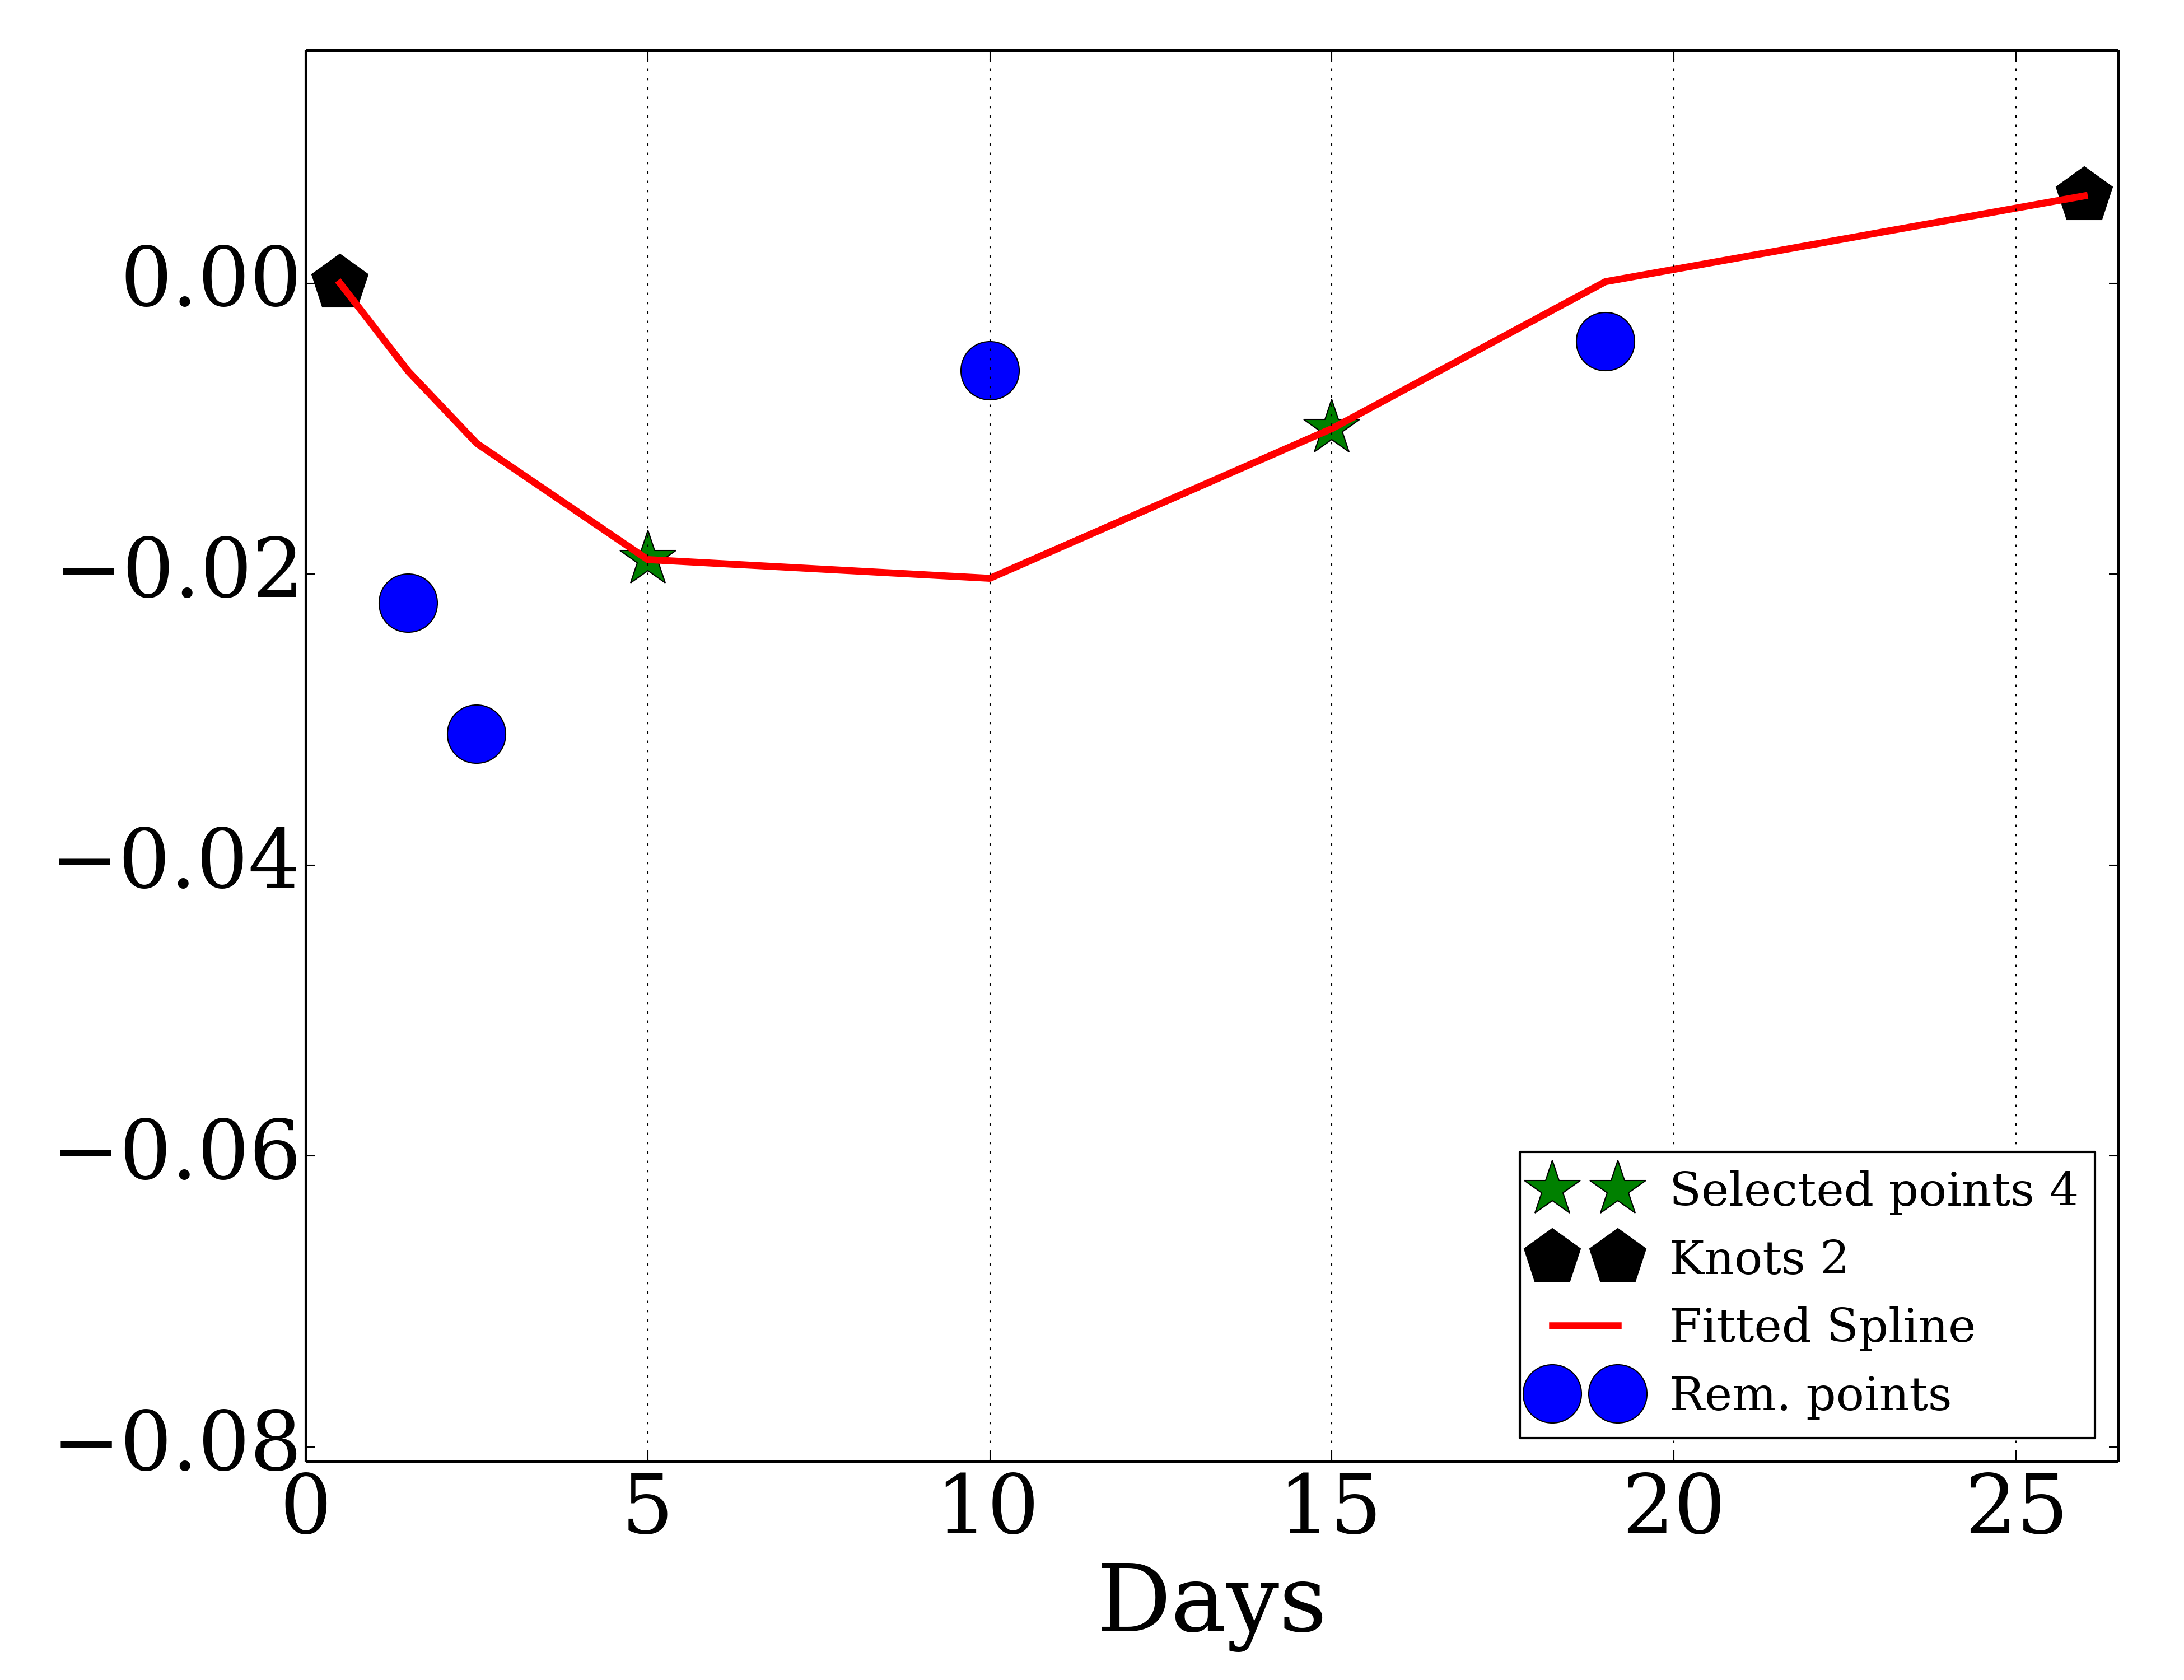 0.00
−0.02
−0.04
−0.06
−0.08
0 5 10 15 20 25
Days
Selected points 4
Knots 2
Fitted Spline
Rem. points